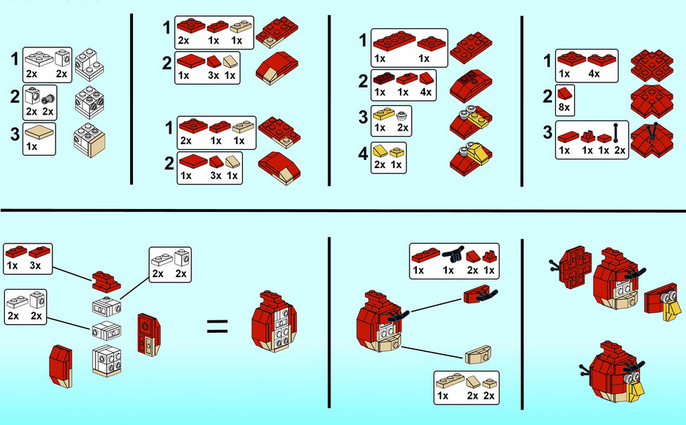 1
2x 2x
2
2x 2x
3
1x
1
2x 1x 1x
2
1x 3x 1x
1
2x 1x 1x
2
1x 3x 1x
1
1x 1x
2
1x 1x 4x
3
1x 2x
4
2x 1x
1
1x 4x
2
8x
3
1x 1x 1x 2x
1x 3x
2x 2x
2x 2x
=
1x 1x 2x 1x
1x 2x 2x